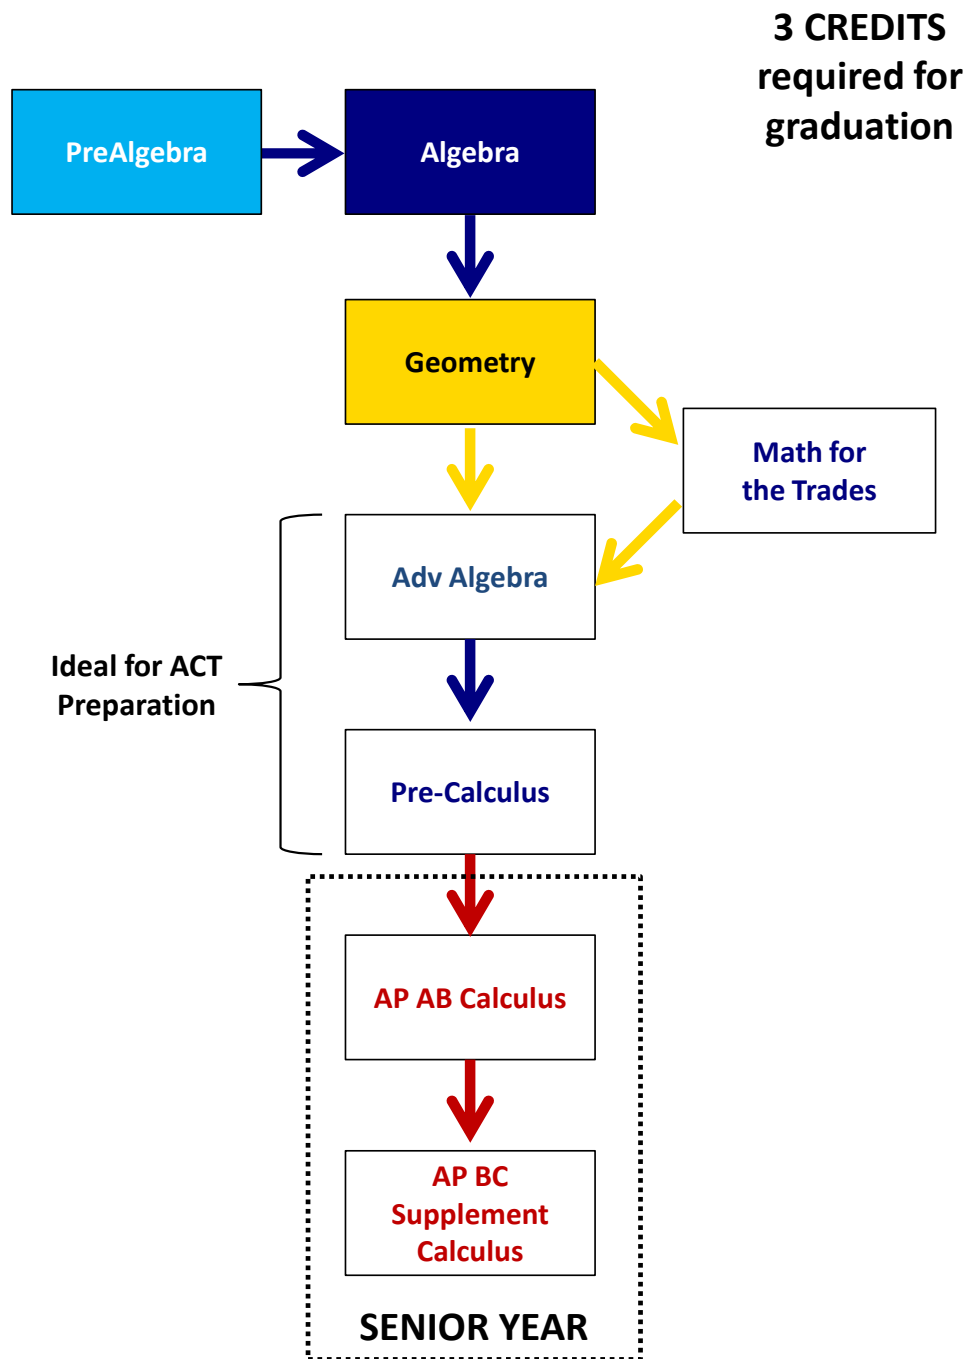 3 CREDITS
required for
graduation
PreAlgebra
Algebra
Geometry
Math for
the Trades
Adv Algebra
Ideal for ACT
Preparation
Pre-Calculus
AP AB Calculus
AP BC
Supplement
Calculus
SENIOR YEAR